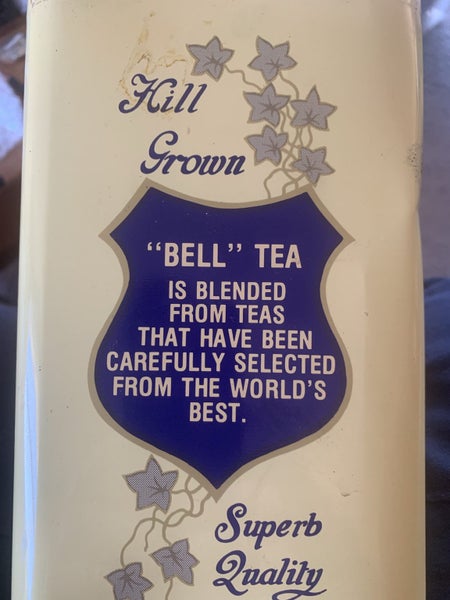 Hill
Grown
“BELL” TEA
IS BLENDED
FROM TEAS
THAT HAVE BEEN
CAREFULLY SELECTED
FROM THE WORLD'S
BEST.
Superb
Quality